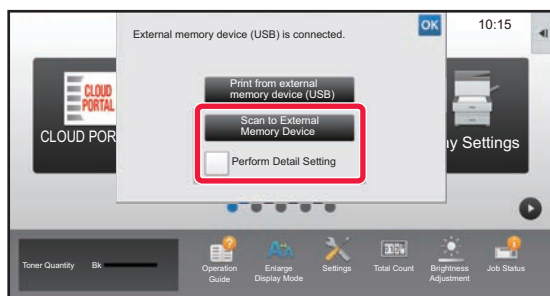 External memory device (USB) is connected.
OK
10:15
Print from external
memory device (USB)
CLOUD
PORTAL
Scan to External
Memory Device
CLOUD POR
ay Settings
Perform Detail Setting
Toner Quantity
Bk
Operation
Guide
Enlarge
Display Mode
Settings
Total Count
Brightness
Adjustment
Job Status